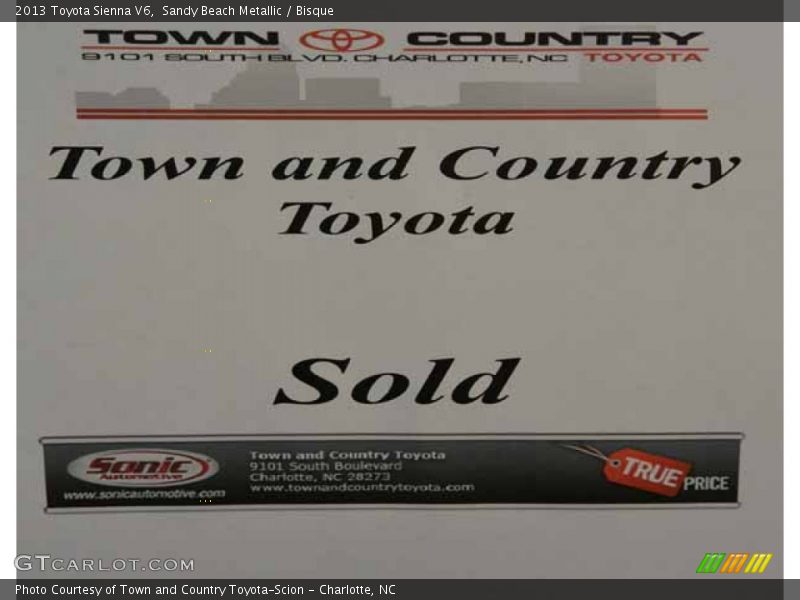 2013 Toyota Sienna V6,  Sandy Beach Metallic / Bisque
TOWN COUNTRY
9101 SOUTH BLVD. CHARLOTTE, NC TOYOTA
Town and Country
Toyota
Sold
Sonic
Automotive
www.sonicautomotive.com
Town and Country Toyota
9101 South Boulevard
Charlotte, NC 28273
www.townandcountrytoyota.com
TRUE PRICE
GTCARLOT.COM
Photo Courtesy of Town and Country Toyota-Scion - Charlotte, NC